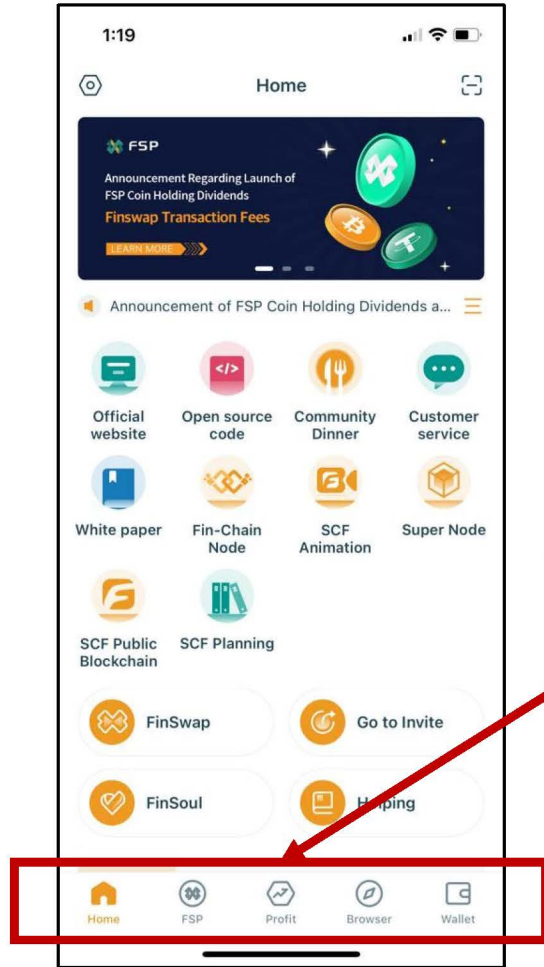 1:19
Home
FSP
Announcement Regarding Launch of
FSP Coin Holding Dividends
Finswap Transaction Fees
LEARN MORE
Announcement of FSP Coin Holding Dividends a...
Official
website
Open source
code
Community
Dinner
Customer
service
White paper
Fin-Chain
Node
SCF
Animation
Super Node
SCF Public
Blockchain
SCF Planning
FinSwap
Go to Invite
FinSoul
Helping
Home
FSP
Profit
Browser
Wallet